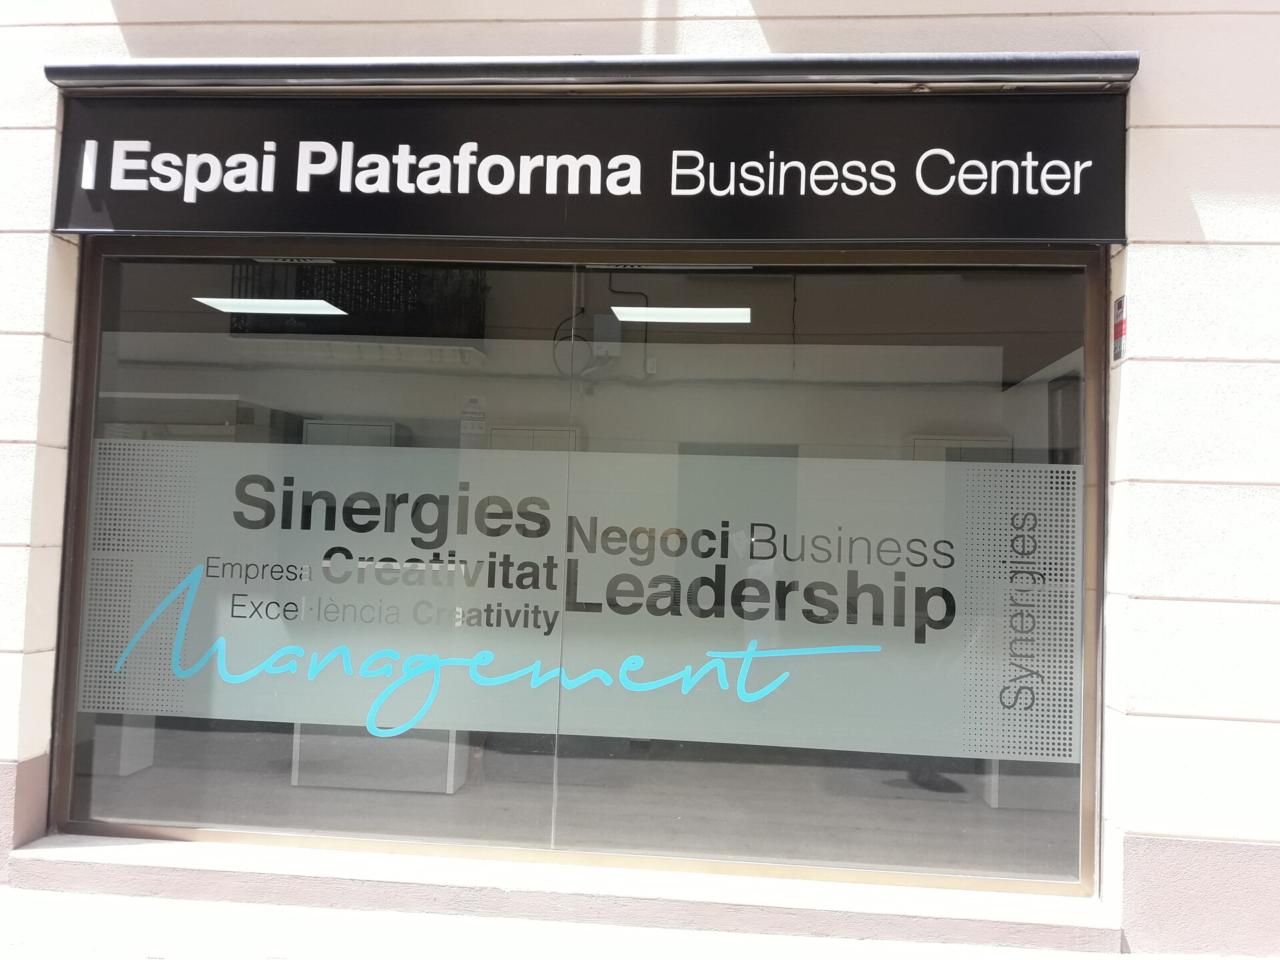 Espai Plataforma Business Center
Sinergies
Negoci Business
Empresa Creativitat
Leadership
Excel·lència Creativity
Management
Synergies